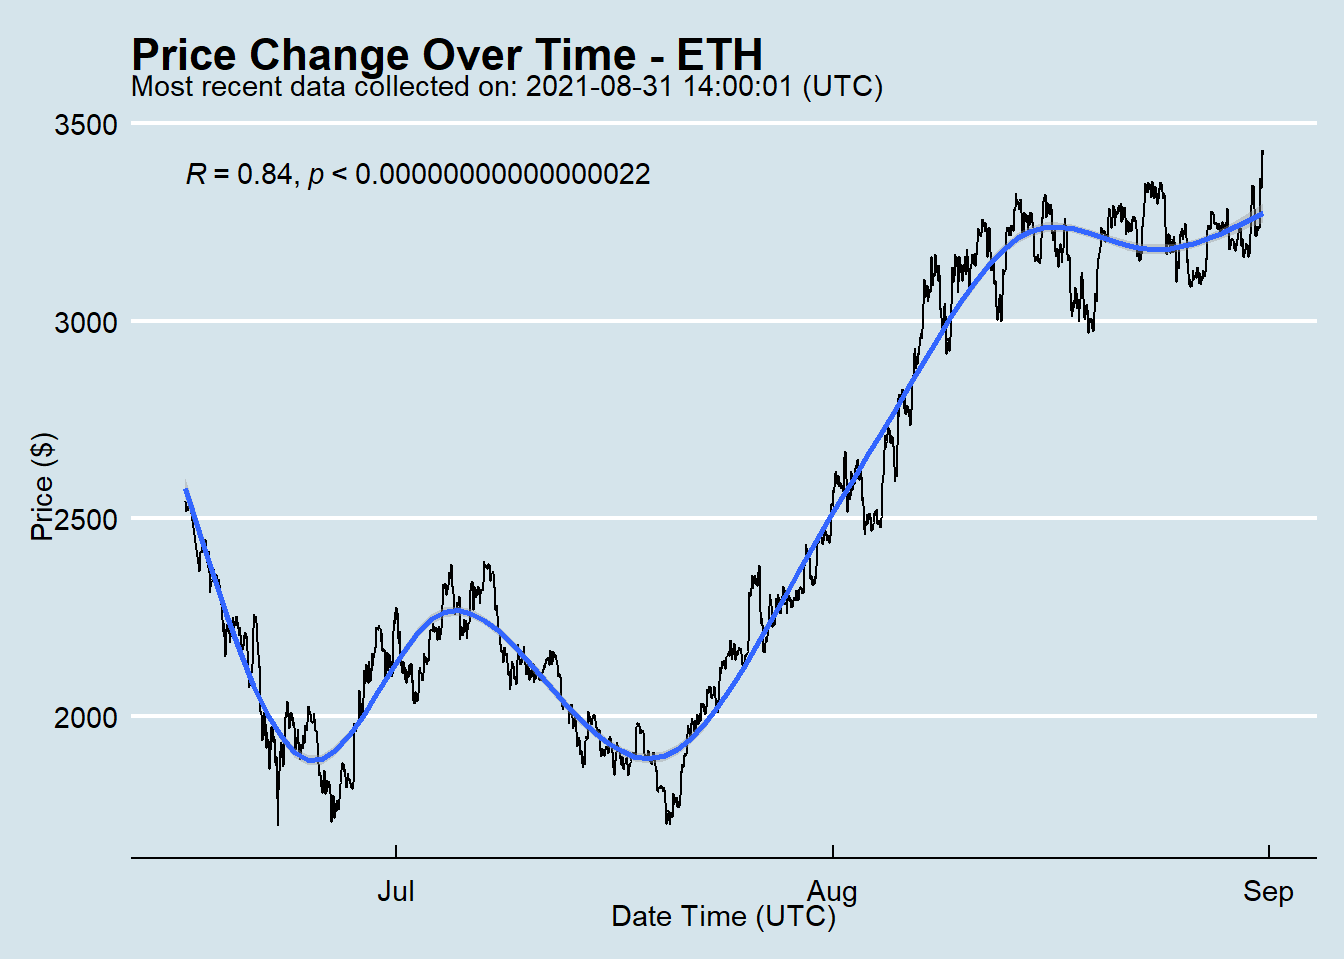 Price Change Over Time - ETH
Most recent data collected on: 2021-08-31 14:00:01 (UTC)
3500
R = 0.84, p < 0.00000000000000022
3000
Price ($)
2500
2000
Jul
Aug
Sep
Date Time (UTC)